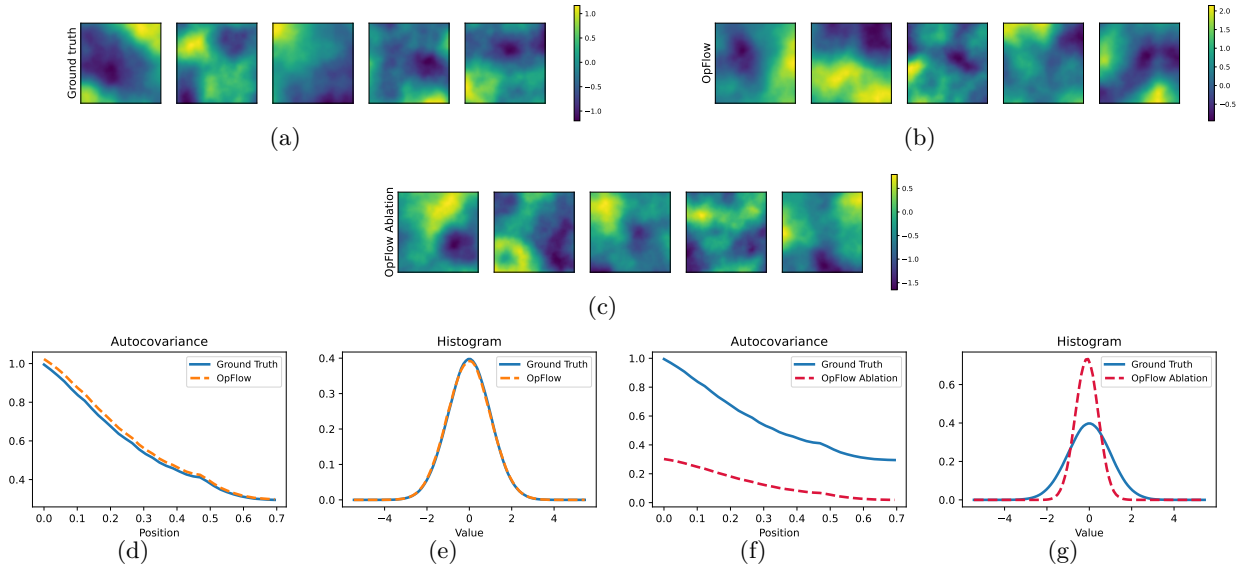 Ground truth
1.0
0.5
0.0
−0.5
−1.0
(a)
OpFlow
2.0
1.5
1.0
0.5
0.0
−0.5
(b)
OpFlow Ablation
0.5
0.0
−0.5
−1.0
−1.5
(c)
Autocovariance
Ground Truth
OpFlow
1.0
0.8
0.6
0.4
0.0 0.1 0.2 0.3 0.4 0.5 0.6 0.7
Position
(d)
Histogram
Ground Truth
OpFlow
0.4
0.3
0.2
0.1
0.0
−4 −2 0 2 4
Value
(e)
Autocovariance
Ground Truth
OpFlow Ablation
1.0
0.8
0.6
0.4
0.2
0.0
0.0 0.1 0.2 0.3 0.4 0.5 0.6 0.7
Position
(f)
Histogram
Ground Truth
OpFlow Ablation
0.6
0.4
0.2
0.0
−4 −2 0 2 4
Value
(g)